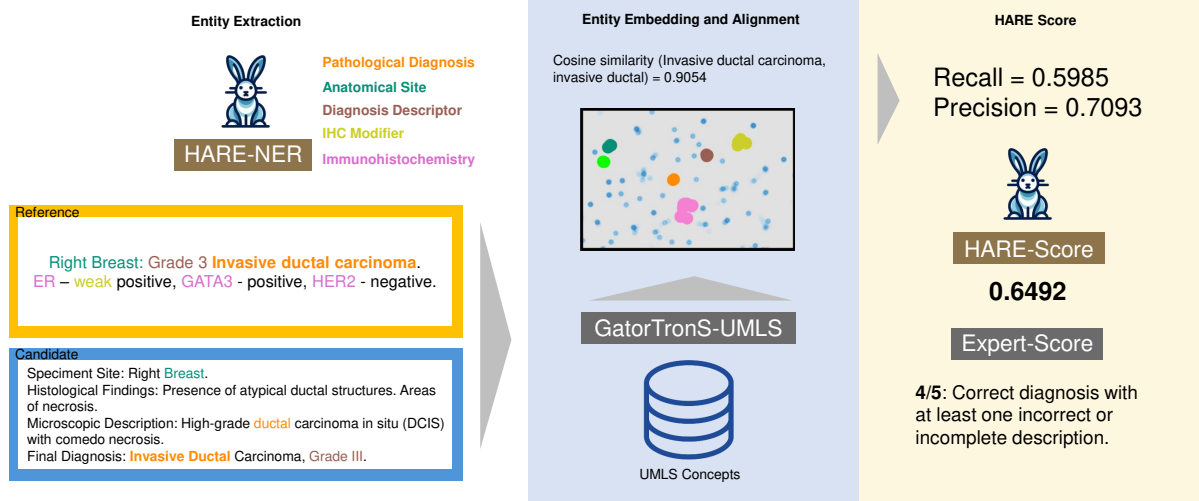 Entity Extraction
HARE-NER
Pathological Diagnosis
Anatomical Site
Diagnosis Descriptor
IHC Modifier
Immunohistochemistry
Reference
Right Breast: Grade 3 Invasive ductal carcinoma.
ER – weak positive, GATA3 - positive, HER2 - negative.
Candidate
Speciment Site: Right Breast.
Histological Findings: Presence of atypical ductal structures. Areas
of necrosis.
Microscopic Description: High-grade ductal carcinoma in situ (DCIS)
with comedo necrosis.
Final Diagnosis: Invasive Ductal Carcinoma, Grade III.
Entity Embedding and Alignment
Cosine similarity (Invasive ductal carcinoma,
invasive ductal) = 0.9054
GatorTronS-UMLS
UMLS Concepts
HARE Score
Recall = 0.5985
Precision = 0.7093
HARE-Score
0.6492
Expert-Score
4/5: Correct diagnosis with
at least one incorrect or
incomplete description.